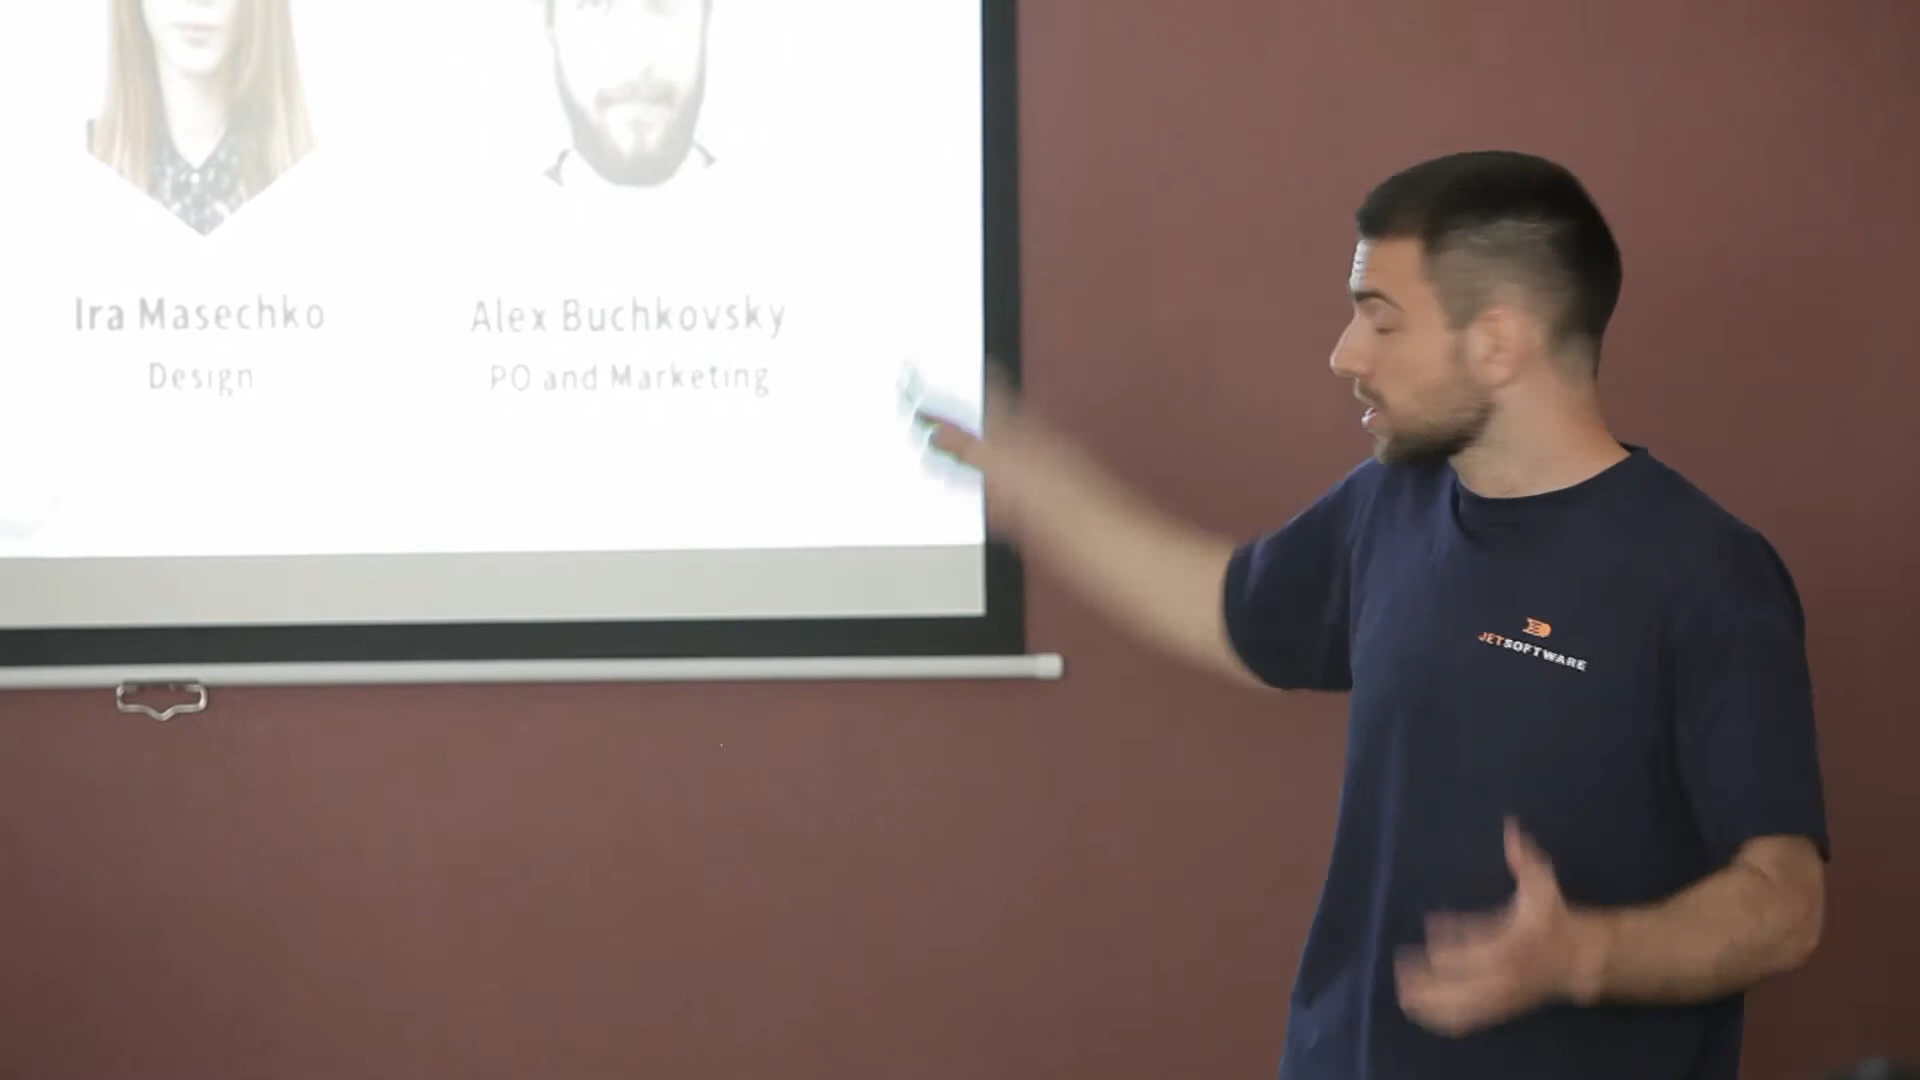 Ira Masechko
Design
Alex Buchkovsky
PO and Marketing
JETSOFTWARE